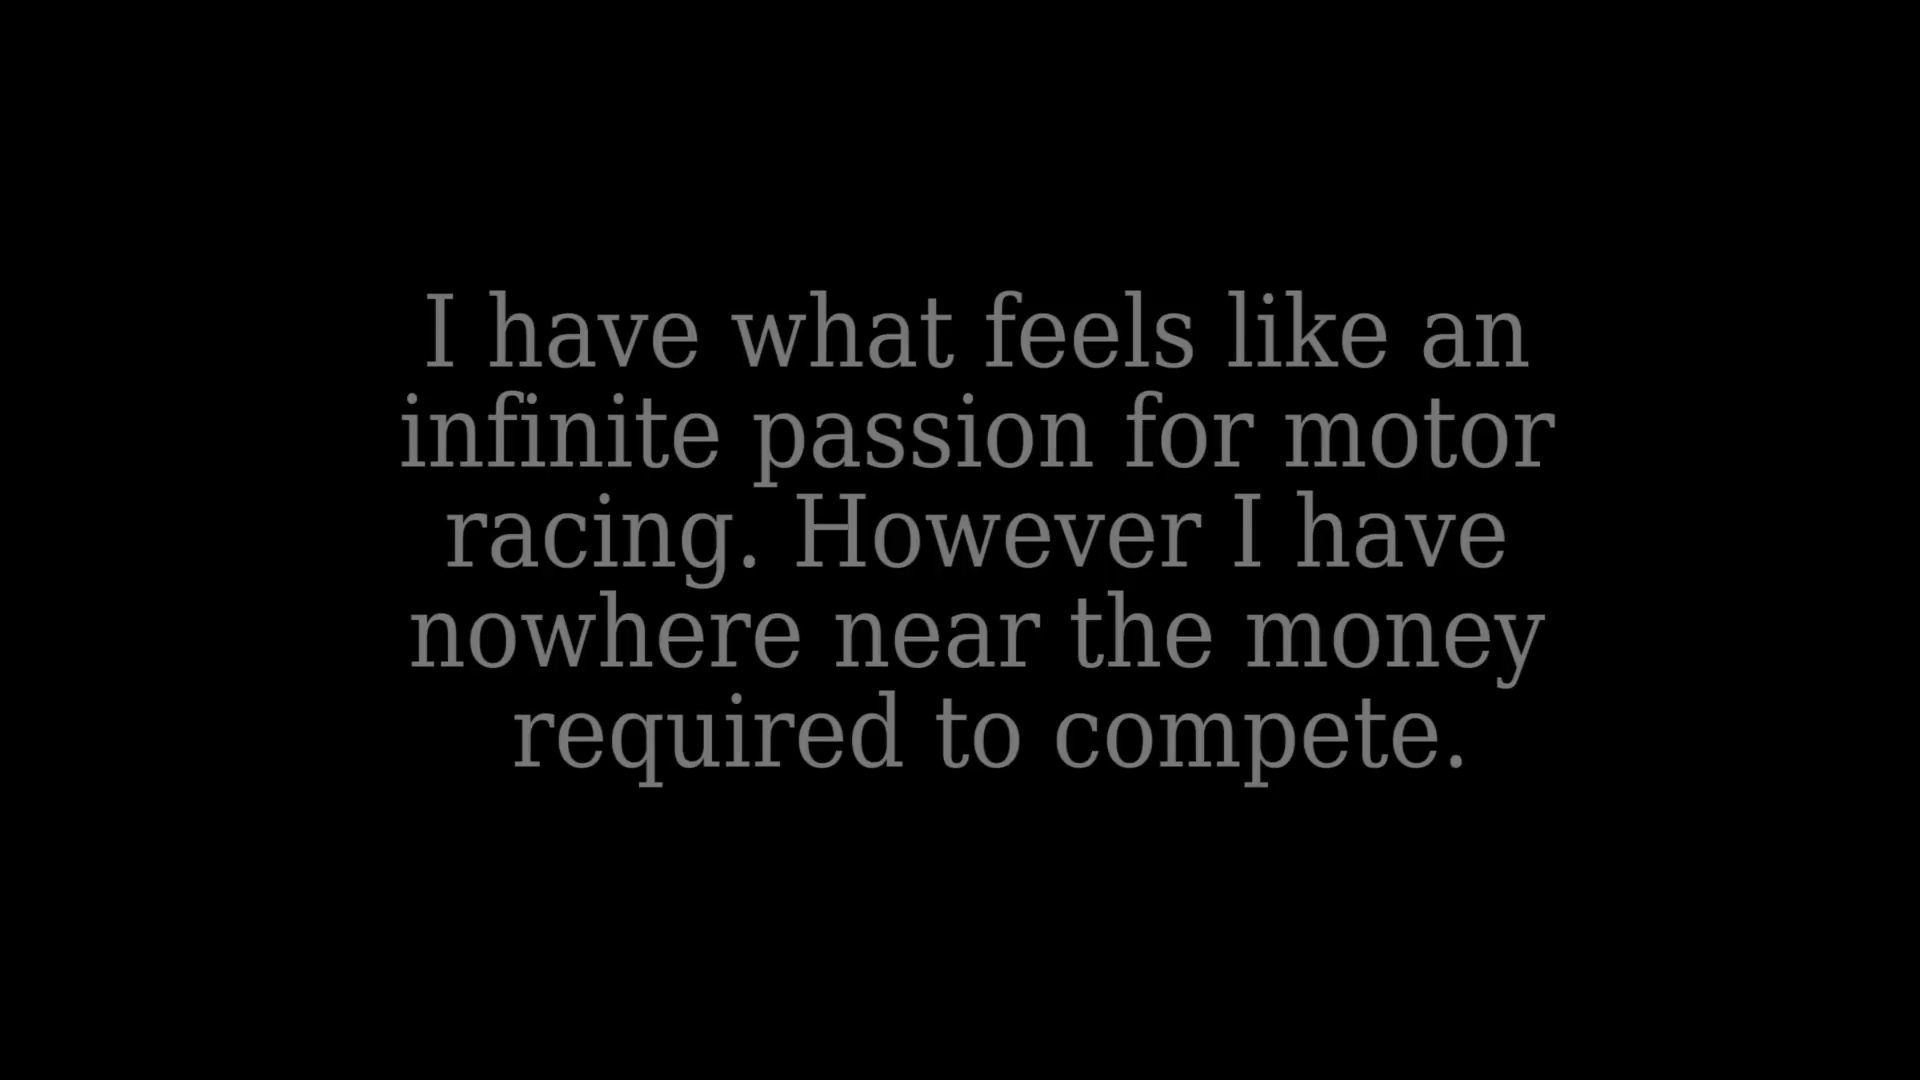 I have what feels like an
infinite passion for motor
racing. However I have
nowhere near the money
required to compete.